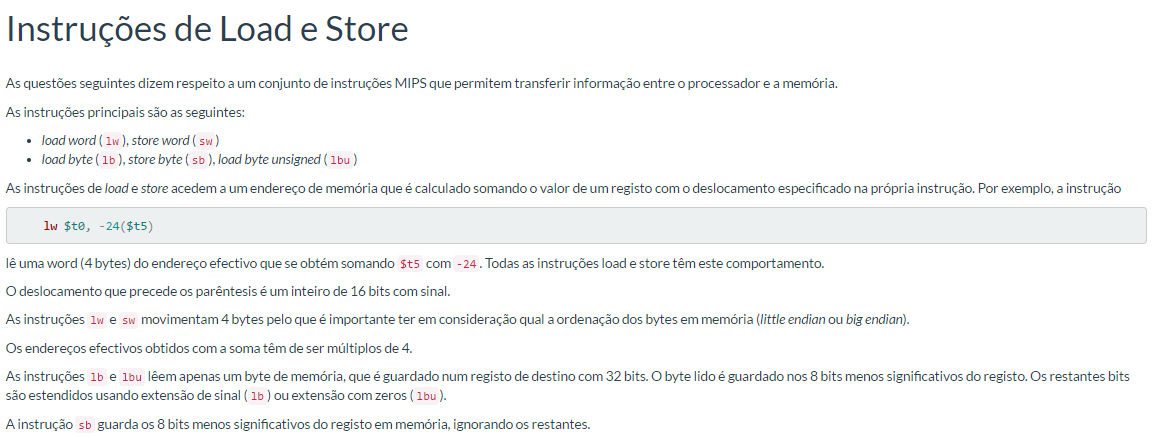 Instruções de Load e Store
As questões seguintes dizem respeito a um conjunto de instruções MIPS que permitem transferir informação entre o processador e a memória.
As instruções principais são as seguintes:
• load word ( lw ), store word ( sw )
• load byte ( lb ), store byte ( sb ), load byte unsigned ( lbu )
As instruções de load e store acedem a um endereço de memória que é calculado somando o valor de um registo com o deslocamento especificado na própria instrução. Por exemplo, a instrução
lw $t0, -24($t5)
lê uma word (4 bytes) do endereço efectivo que se obtém somando $t5 com -24 . Todas as instruções load e store têm este comportamento.
O deslocamento que precede os parêntesis é um inteiro de 16 bits com sinal.
As instruções lw e sw movimentam 4 bytes pelo que é importante ter em consideração qual a ordenação dos bytes em memória (little endian ou big endian).
Os endereços efectivos obtidos com a soma têm de ser múltiplos de 4.
As instruções lb e lbu lêem apenas um byte de memória, que é guardado num registo de destino com 32 bits. O byte lido é guardado nos 8 bits menos significativos do registo. Os restantes bits
são estendidos usando extensão de sinal ( lb ) ou extensão com zeros ( lbu ).
A instrução sb guarda os 8 bits menos significativos do registo em memória, ignorando os restantes.